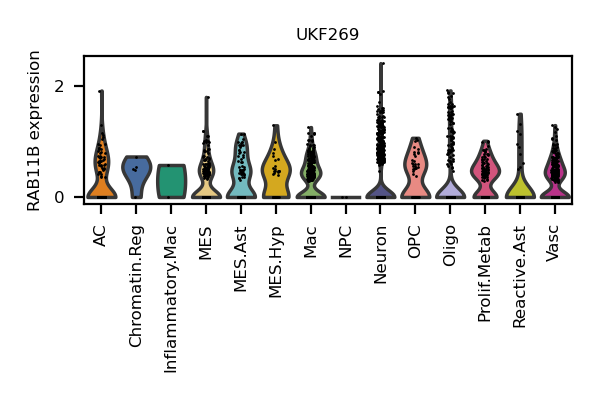 UKF269
RAB11B expression
2
0
AC
Chromatin.Reg
Inflammatory.Mac
MES
MES.Ast
MES.Hyp
Mac
NPC
Neuron
OPC
Oligo
Prolif.Metab
Reactive.Ast
Vasc